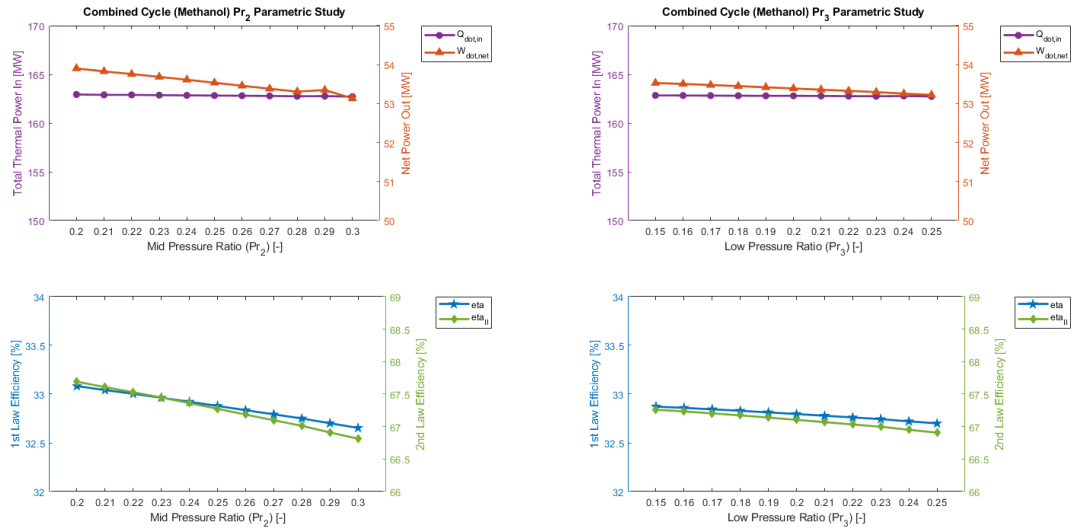 Combined Cycle (Methanol) Pr2 Parametric Study
170
165
160
155
150
Total Thermal Power In [MW]
55
54
53
52
51
50
Net Power Out [MW]
0.2 0.21 0.22 0.23 0.24 0.25 0.26 0.27 0.28 0.29 0.3
Mid Pressure Ratio (Pr2) [-]
Qdot,in
Wdot,net
Combined Cycle (Methanol) Pr3 Parametric Study
170
165
160
155
150
Total Thermal Power In [MW]
55
54
53
52
51
50
Net Power Out [MW]
0.15 0.16 0.17 0.18 0.19 0.2 0.21 0.22 0.23 0.24 0.25
Low Pressure Ratio (Pr3) [-]
Qdot,in
Wdot,net
34
33.5
33
32.5
32
1st Law Efficiency [%]
69
68.5
68
67.5
67
66.5
66
2nd Law Efficiency [%]
0.2 0.21 0.22 0.23 0.24 0.25 0.26 0.27 0.28 0.29 0.3
Mid Pressure Ratio (Pr2) [-]
eta
etaII
34
33.5
33
32.5
32
1st Law Efficiency [%]
69
68.5
68
67.5
67
66.5
66
2nd Law Efficiency [%]
0.15 0.16 0.17 0.18 0.19 0.2 0.21 0.22 0.23 0.24 0.25
Low Pressure Ratio (Pr3) [-]
eta
etaII